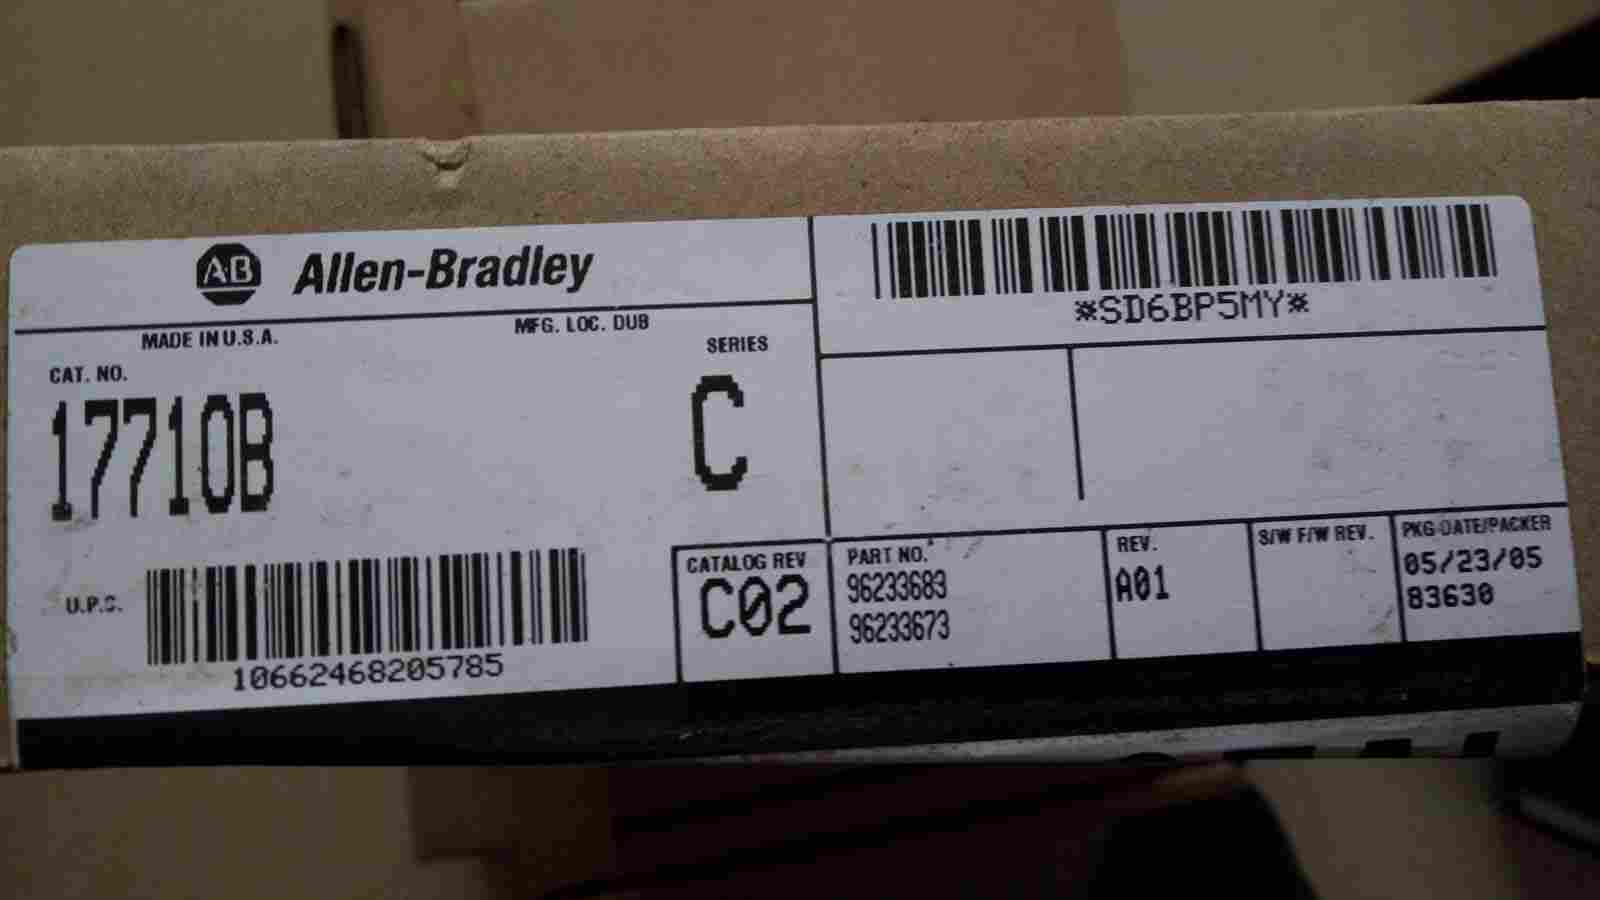 AB Allen-Bradley
MADE IN U.S.A.
MFG. LOC. DUB
CAT. NO.
SERIES
17710B
C
U.P.C.
10662468205785
*SD6BP5MY*
CATALOG REV
C02
PART NO.
96233683
96233673
REV.
A01
S/W F/W REV.
PKG DATE/PACKER
05/23/05
83630